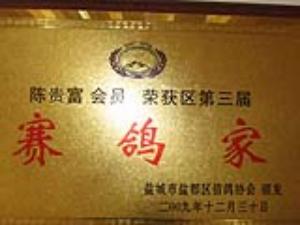 陈贵富 会员 荣获区第三届
赛鸽家
盐城市盐都区信鸽协会 颁发
二00九年十二月三十日